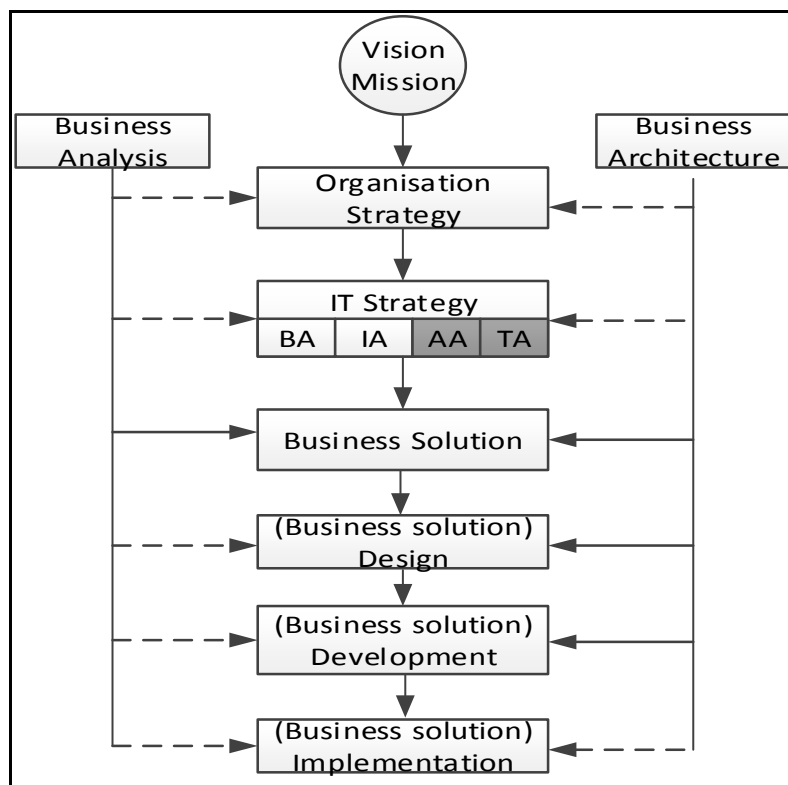 Vision
Mission
Business
Analysis
Business
Architecture
Organisation
Strategy
IT Strategy
BA IA AA TA
Business Solution
(Business solution)
Design
(Business solution)
Development
(Business solution)
Implementation